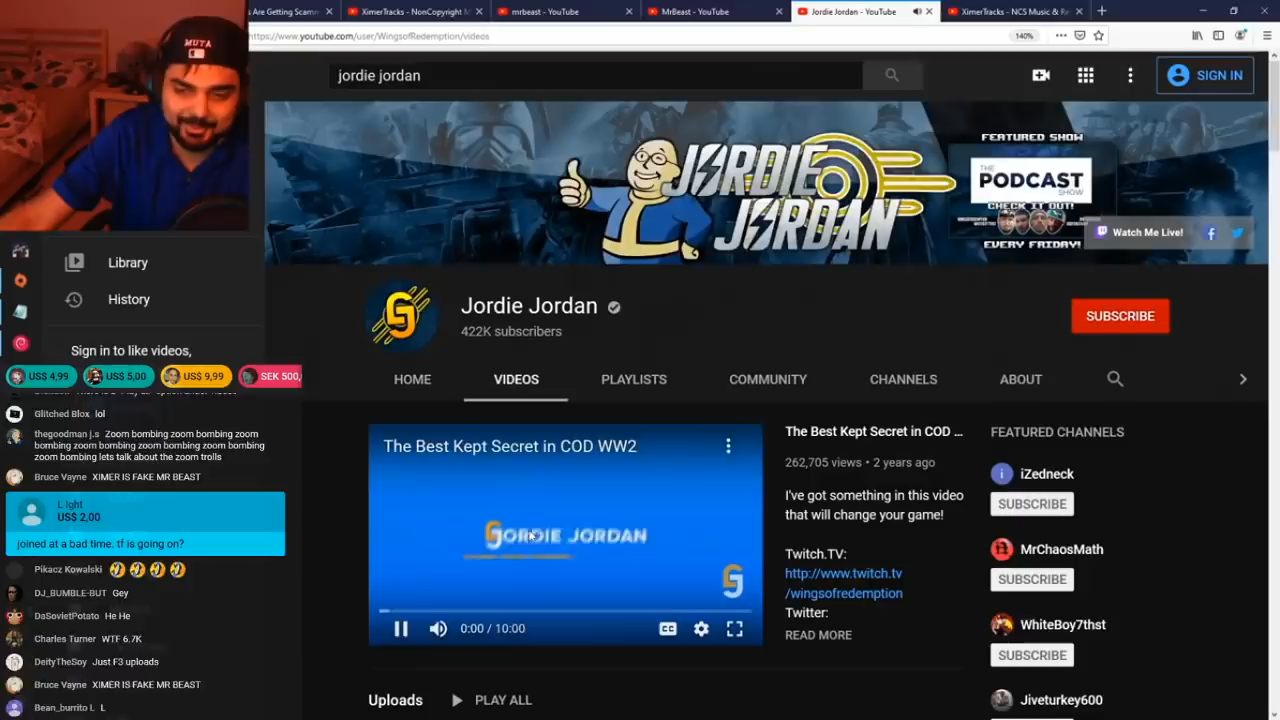 s Are Getting Scamm
XimerTracks - NonCopyright M
mrbeast - YouTube
MrBeast - YouTube
Jordie Jordan - YouTube
XimerTracks - NCS Music & Re
https://www.youtube.com/user/WingsofRedemption/videos
140%
MUTA
jordie jordan
SIGN IN
JORDIE
JORDAN
FEATURED SHOW
THE
PODCAST
SHOW
CHECK IT OUT!
EVERY FRIDAY!
Watch Me Live!
Library
History
Sign in to like videos,
Jordie Jordan
422K subscribers
SUBSCRIBE
US$ 4,99
US$ 5,00
US$ 9,99
SEK 500,
HOME
VIDEOS
PLAYLISTS
COMMUNITY
CHANNELS
ABOUT
Glitched Blox lol
thegoodman j.s Zoom bombing zoom bombing zoom
bombing zoom bombing zoom bombing zoom bombing
zoom bombing lets talk about the zoom trolls
Bruce Vayne XIMER IS FAKE MR BEAST
L ight
US$ 2,00
joined at a bad time. tf is going on?
Pikacz Kowalski
DJ_BUMBLE-BUT Gey
DaSovietPotato He He
Charles Turner WTF 6.7K
DeityTheSoy Just F3 uploads
Bruce Vayne XIMER IS FAKE MR BEAST
Bean_burrito L L
The Best Kept Secret in COD WW2
JORDIE JORDAN
0:00 / 10:00
CC
The Best Kept Secret in COD ...
262,705 views • 2 years ago
I've got something in this video
that will change your game!
Twitch.TV:
http://www.twitch.tv
/wingsofredemption
Twitter:
READ MORE
FEATURED CHANNELS
iZedneck
SUBSCRIBE
MrChaosMath
SUBSCRIBE
WhiteBoy7thst
SUBSCRIBE
Jiveturkey600
Uploads
PLAY ALL